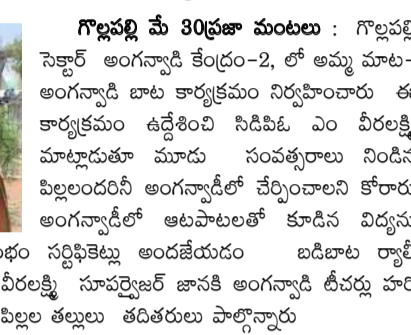 గొల్లపల్లి మే 30(ప్రజా మంటలు : గొల్లపల్లి
సెక్టార్ అంగన్వాడి కేంద్రం-2, లో అమ్మ మాట-
అంగన్వాడి బాట కార్యక్రమం నిర్వహించారు ఈ
కార్యక్రమం ఉద్దేశించి సిడిపిఓ ఎం వీరలక్ష్మి
మాట్లాడుతూ మూడు సంవత్సరాలు నిండిన
పిల్లలందరినీ అంగన్వాడీలో చేర్పించాలని కోరారు
అంగన్వాడీలో ఆటపాటలతో కూడిన విద్యను
సర్టిఫికెట్లు అందజేయడం బడిబాట ర్యాలీ
వీరలక్ష్మి సూపర్వైజర్ జానకి అంగన్వాడి టీచర్లు హరి
పిల్లల తల్లులు తదితరులు పాల్గొన్నారు